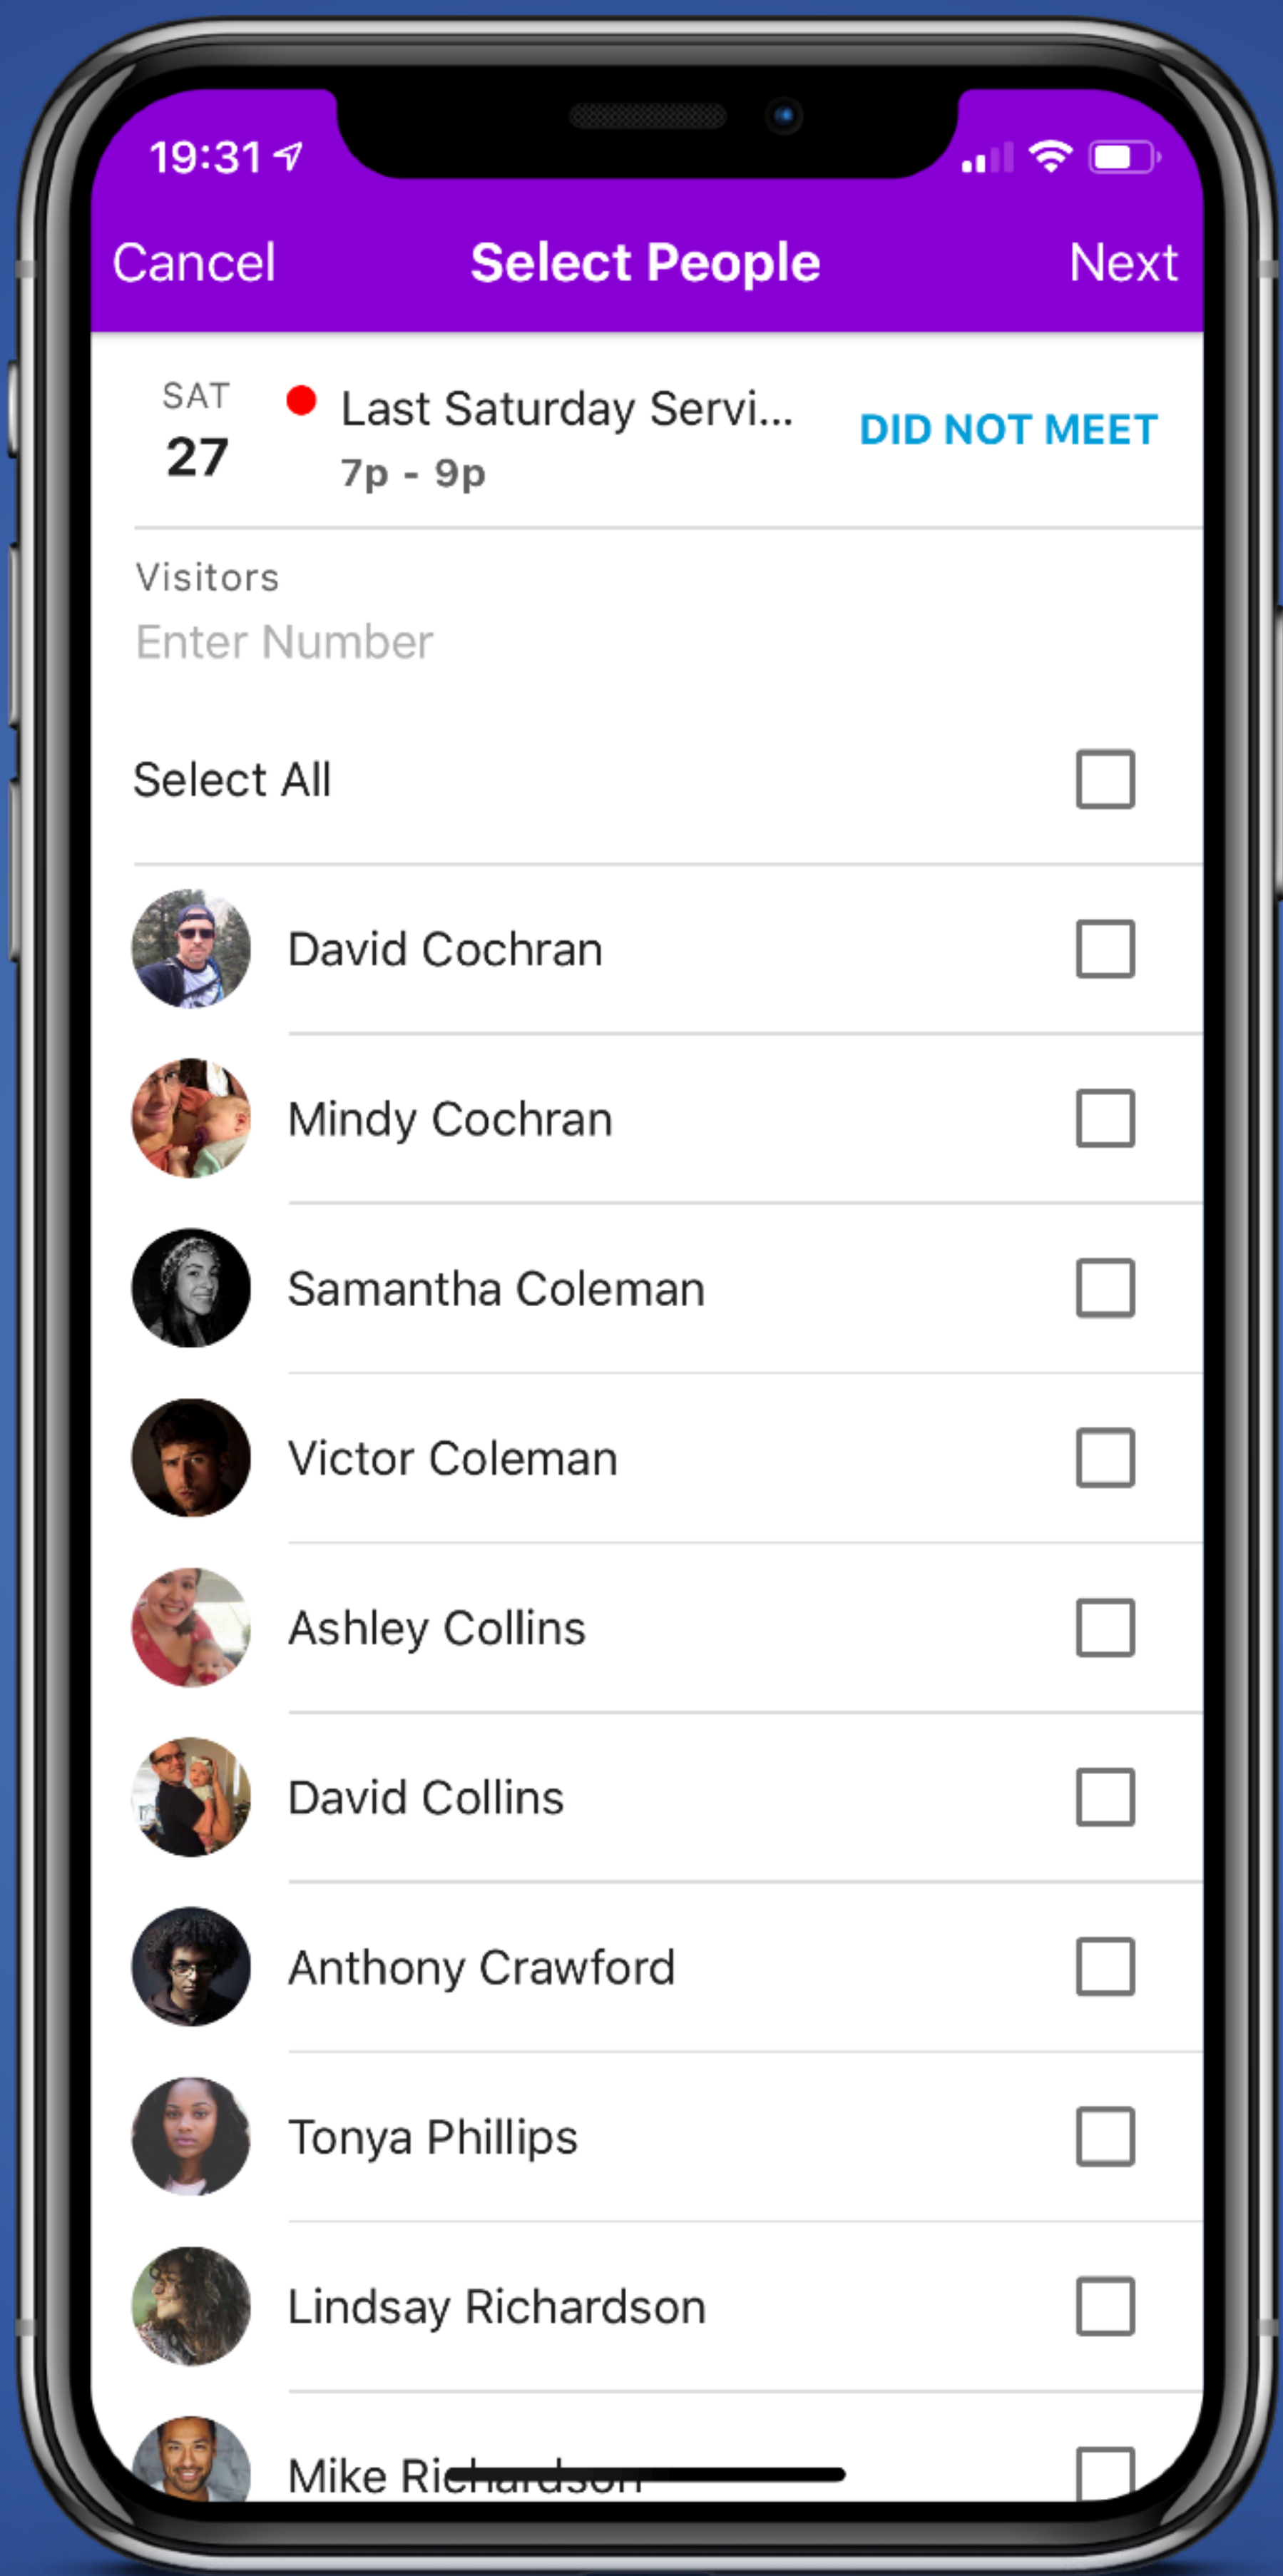 19:31
Cancel Select People Next
SAT
27
Last Saturday Servi...
7p - 9p
DID NOT MEET
Visitors
Enter Number
Select All
David Cochran
Mindy Cochran
Samantha Coleman
Victor Coleman
Ashley Collins
David Collins
Anthony Crawford
Tonya Phillips
Lindsay Richardson
Mike Richardson